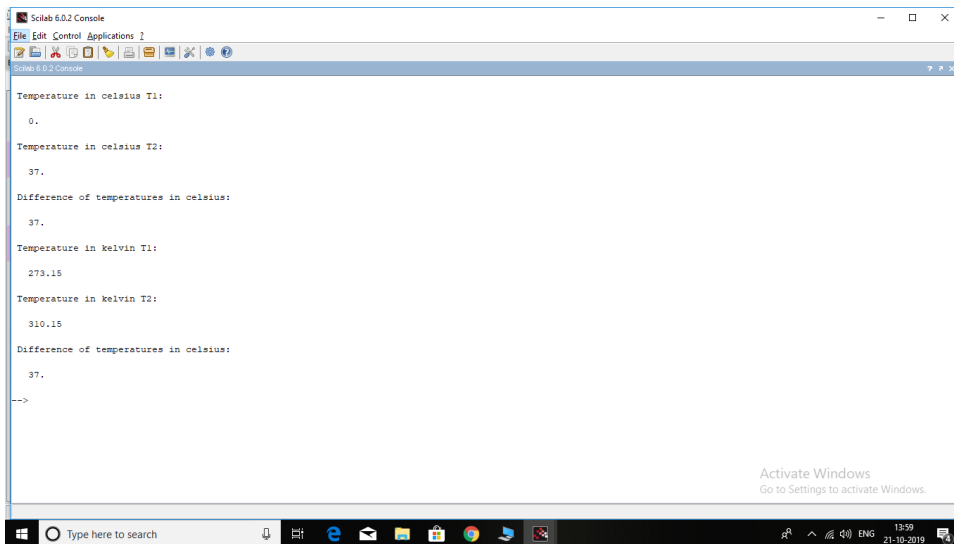 Scilab 6.0.2 Console
File Edit Control Applications ?
Scilab 6.0.2 Console
Temperature in celsius T1:
0.
Temperature in celsius T2:
37.
Difference of temperatures in celsius:
37.
Temperature in kelvin T1:
273.15
Temperature in kelvin T2:
310.15
Difference of temperatures in celsius:
37.
-->
Activate Windows
Go to Settings to activate Windows.
Type here to search
ENG
13:59
21-10-2019
4